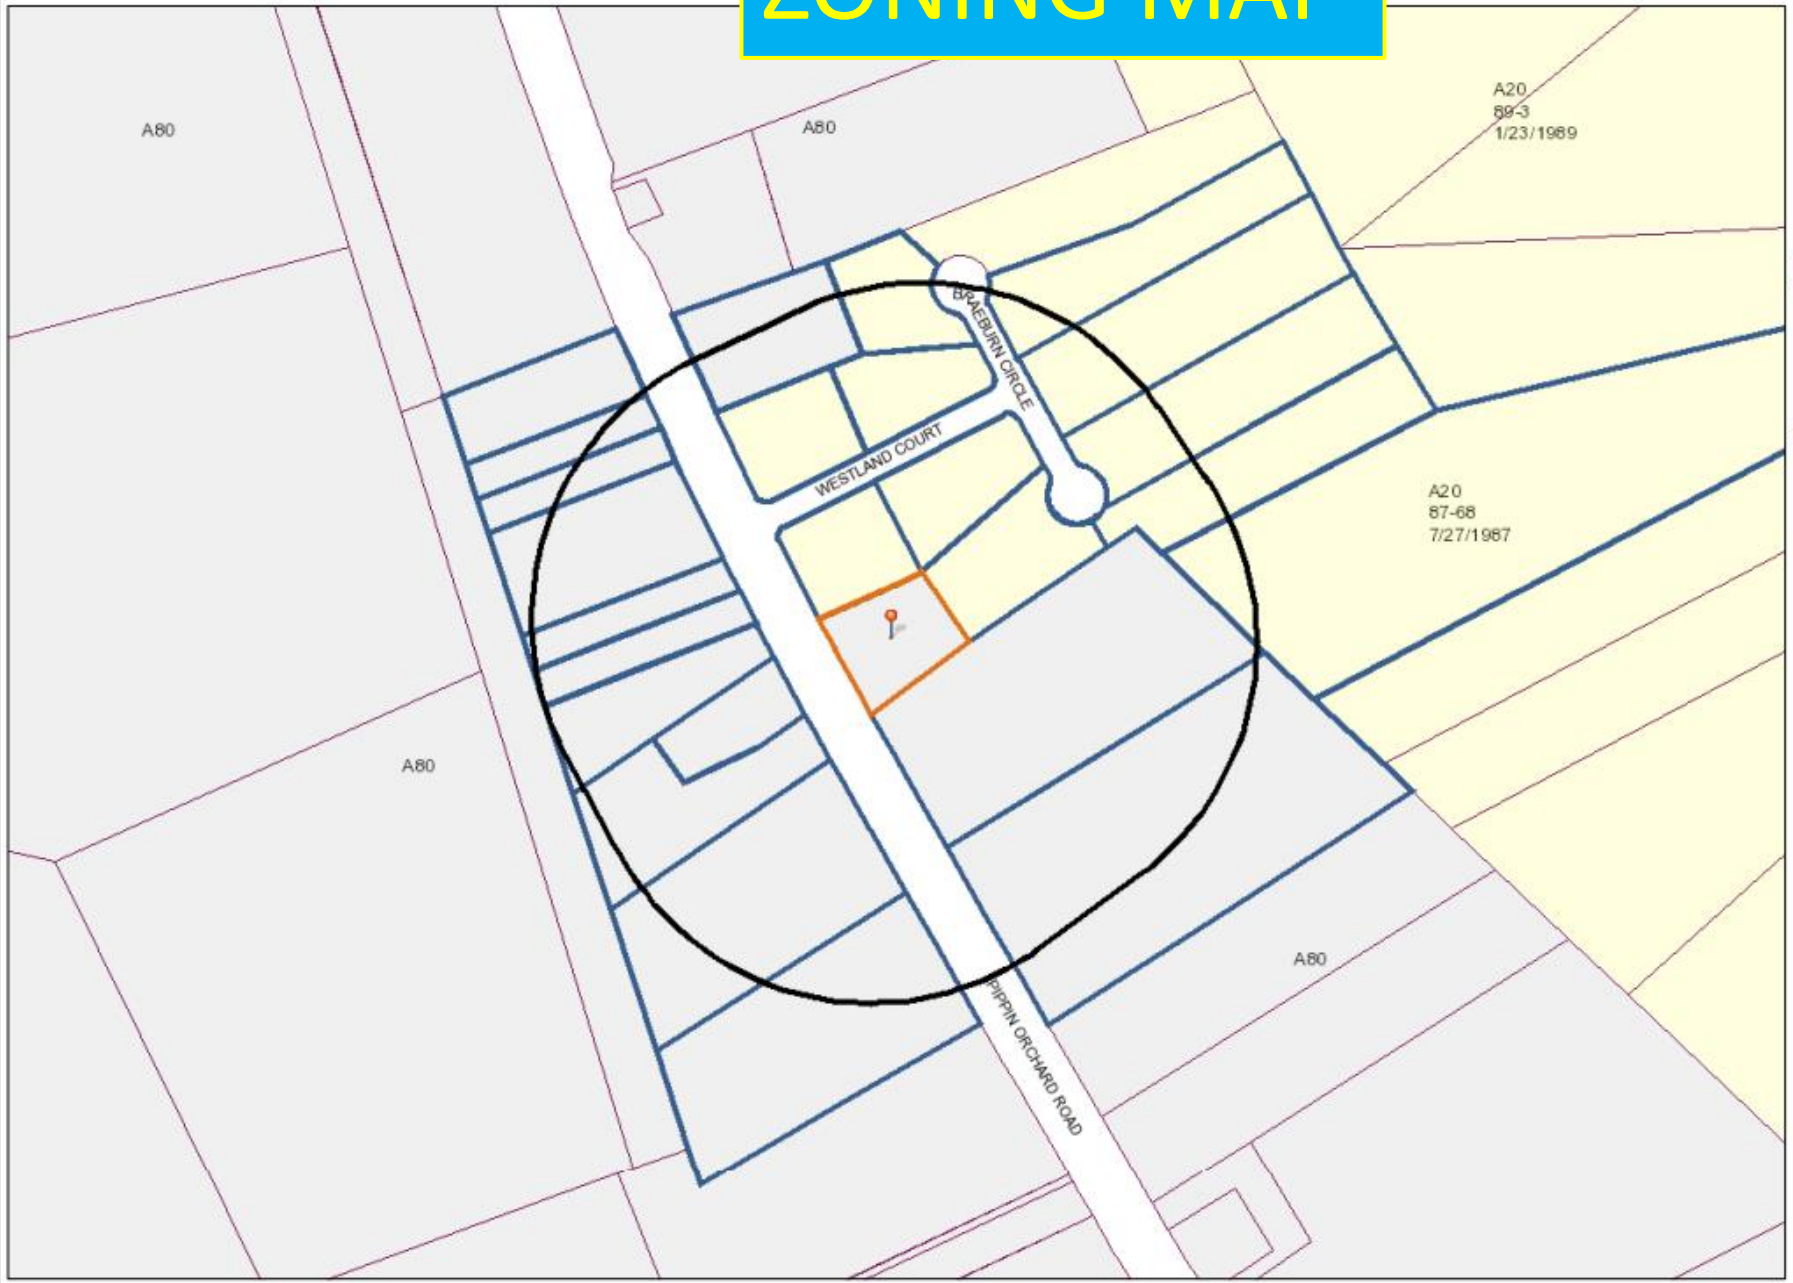 ZONING MAP
A20
89-3
1/23/1989
A80
A80
BRAEBURN CIRCLE
WESTLAND COURT
A20
87-68
7/27/1987
A80
A80
PIPPIN ORCHARD ROAD